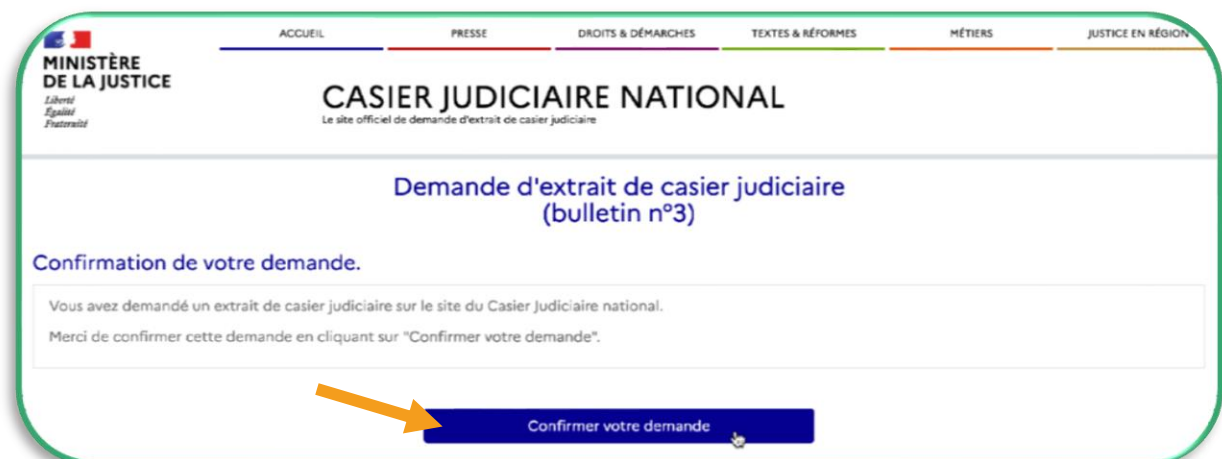 MINISTÈRE
DE LA JUSTICE
Liberté
Égalité
Fraternité
ACCUEIL
PRESSE
DROITS & DÉMARCHES
TEXTES & RÉFORMES
MÉTIERS
JUSTICE EN RÉGION
CASIER JUDICIAIRE NATIONAL
Le site officiel de demande d'extrait de casier judiciaire
Demande d'extrait de casier judiciaire
(bulletin n°3)
Confirmation de votre demande.
Vous avez demandé un extrait de casier judiciaire sur le site du Casier Judiciaire national.
Merci de confirmer cette demande en cliquant sur "Confirmer votre demande".
Confirmer votre demande